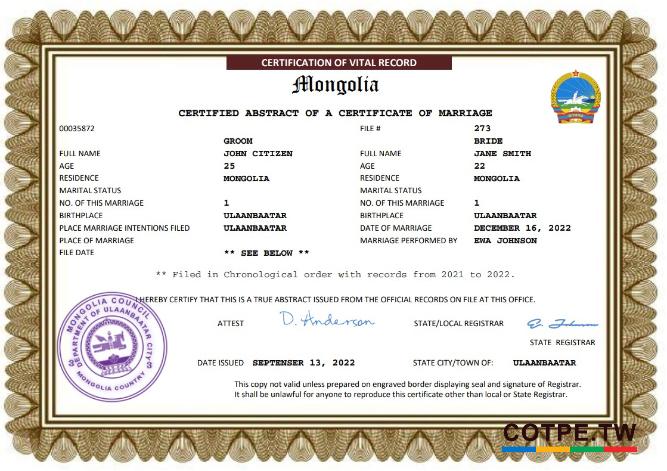 CERTIFICATION OF VITAL RECORD
Mongolia
CERTIFIED ABSTRACT OF A CERTIFICATE OF MARRIAGE
00035872 FILE # 273
GROOM BRIDE
FULL NAME JOHN CITIZEN FULL NAME JANE SMITH
AGE 25 AGE 22
RESIDENCE MONGOLIA RESIDENCE MONGOLIA
MARITAL STATUS MARITAL STATUS
NO. OF THIS MARRIAGE 1 NO. OF THIS MARRIAGE 1
BIRTHPLACE ULAANBAATAR BIRTHPLACE ULAANBAATAR
PLACE MARRIAGE INTENTIONS FILED ULAANBAATAR DATE OF MARRIAGE DECEMBER 16, 2022
PLACE OF MARRIAGE MARRIAGE PERFORMED BY EWA JOHNSON
FILE DATE ** SEE BELOW **
** Filed in Chronological order with records from 2021 to 2022.
I HEREBY CERTIFY THAT THIS IS A TRUE ABSTRACT ISSUED FROM THE OFFICIAL RECORDS ON FILE AT THIS OFFICE.
MONGOLIA COUNCIL
DEPARTMENT OF ULAANBAATAR CITY
MONGOLIA COUNTRY
ATTEST D. Anderson STATE/LOCAL REGISTRAR E. Johnson
STATE REGISTRAR
DATE ISSUED SEPTENSER 13, 2022 STATE CITY/TOWN OF: ULAANBAATAR
This copy not valid unless prepared on engraved border displaying seal and signature of Registrar.
It shall be unlawful for anyone to reproduce this certificate other than local or State Registrar.
COTPE.TW